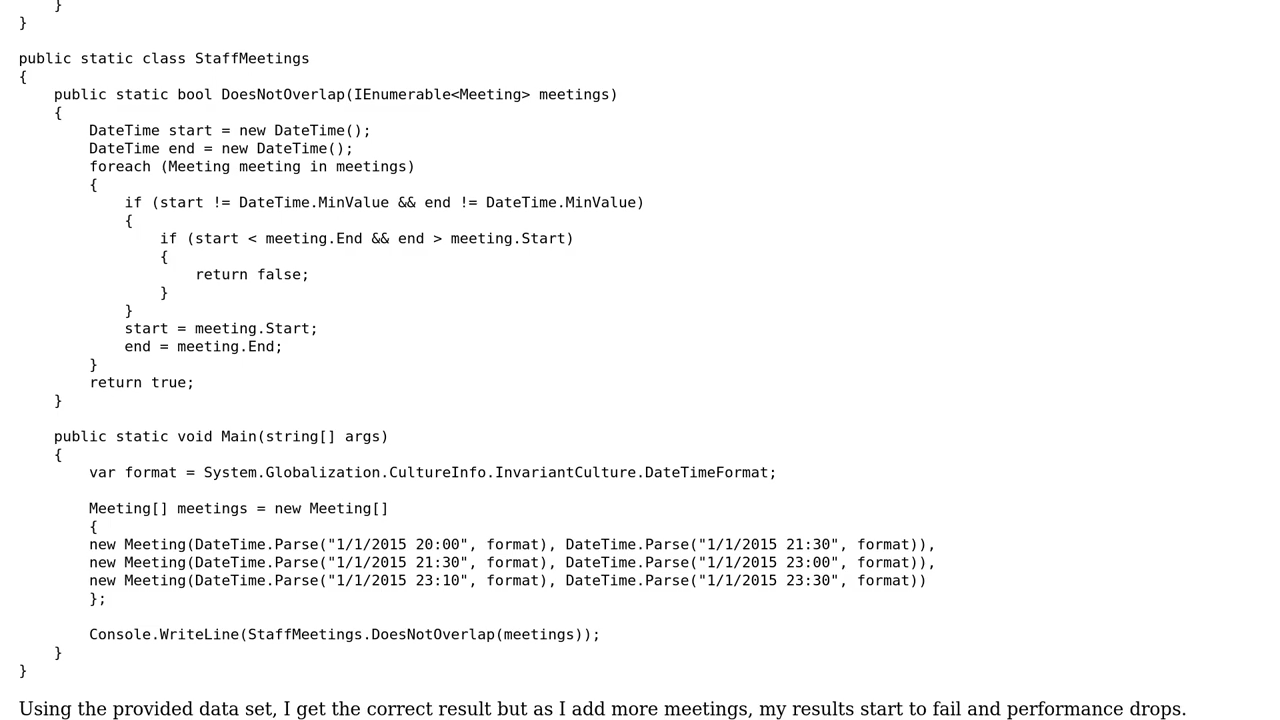 }
}
public static class StaffMeetings
{
    public static bool DoesNotOverlap(IEnumerable<Meeting> meetings)
    {
        DateTime start = new DateTime();
        DateTime end = new DateTime();
        foreach (Meeting meeting in meetings)
        {
            if (start != DateTime.MinValue && end != DateTime.MinValue)
            {
                if (start < meeting.End && end > meeting.Start)
                {
                    return false;
                }
            }
            start = meeting.Start;
            end = meeting.End;
        }
        return true;
    }
    public static void Main(string[] args)
    {
        var format = System.Globalization.CultureInfo.InvariantCulture.DateTimeFormat;
        Meeting[] meetings = new Meeting[]
        {
        new Meeting(DateTime.Parse("1/1/2015 20:00", format), DateTime.Parse("1/1/2015 21:30", format)),
        new Meeting(DateTime.Parse("1/1/2015 21:30", format), DateTime.Parse("1/1/2015 23:00", format)),
        new Meeting(DateTime.Parse("1/1/2015 23:10", format), DateTime.Parse("1/1/2015 23:30", format))
        };
        Console.WriteLine(StaffMeetings.DoesNotOverlap(meetings));
    }
}
Using the provided data set, I get the correct result but as I add more meetings, my results start to fail and performance drops.